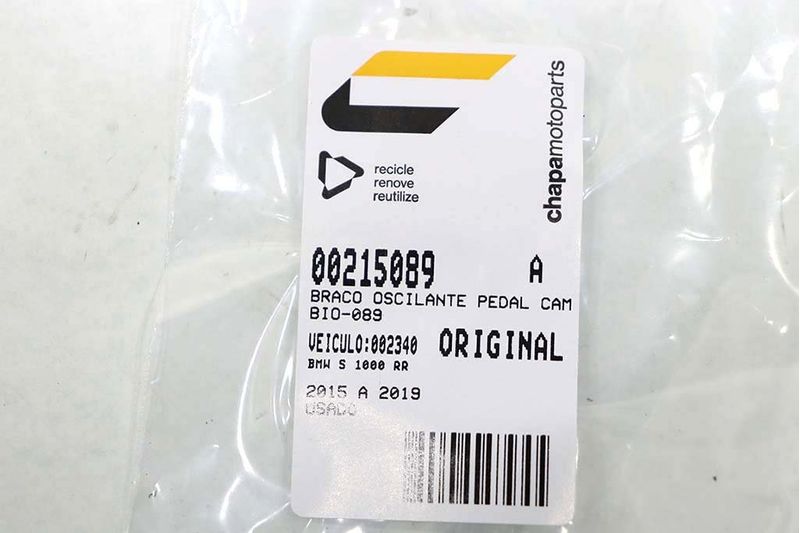 recicle
renove
reutilize
chapamotoparts
00215089 A
BRACO OSCILANTE PEDAL CAM
BIO-089
VEICULO:002340 ORIGINAL
BMW S 1000 RR
2015 A 2019
USADO